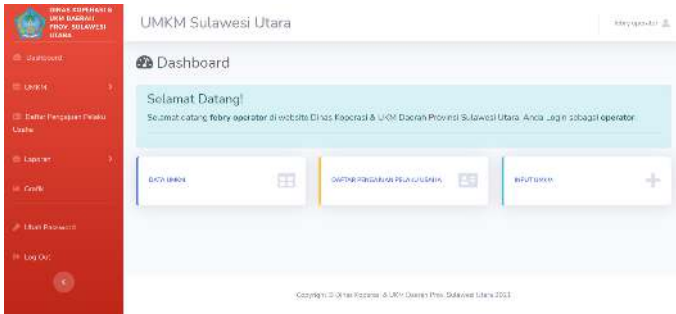 DINAS KOPERASI &
UKM DAERAH
PROV. SULAWESI
UTARA
UMKM Sulawesi Utara
febry operator
Dashboard
Dashboard
UMKM
Selamat Datang!
Selamat datang febry operator di website Dinas Koperasi & UKM Daerah Provinsi Sulawesi Utara. Anda Login sebagai operator
Daftar Pengajuan Pelaku
Usaha
Laporan
DATA UMKM
DAFTAR PENGAJUAN PELAKU USAHA
INPUT UMKM
Grafik
Ubah Password
Log Out
Copyright © Dinas Koperasi & UKM Daerah Prov. Sulawesi Utara